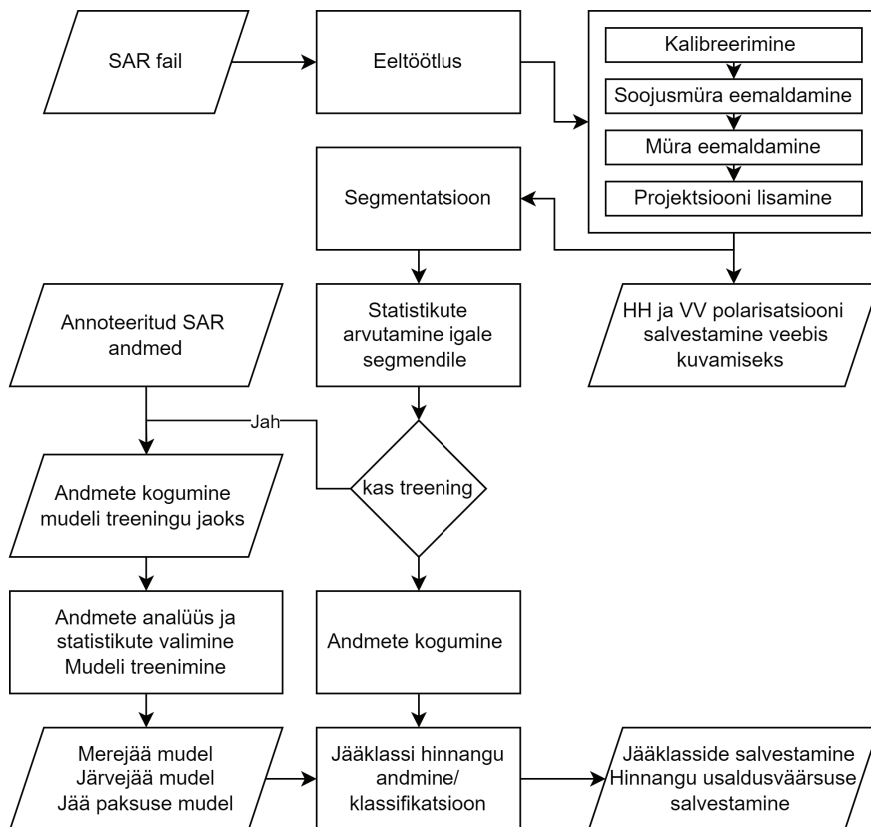 SAR fail
Eeltöötlus
Kalibreerimine
Soojusmüra eemaldamine
Müra eemaldamine
Projektsiooni lisamine
Segmentatsioon
Annoteeritud SAR
andmed
Statistikute
arvutamine igale
segmendile
HH ja VV polarisatsiooni
salvestamine veebis
kuvamiseks
Jah
kas treening
Andmete kogumine
mudeli treeningu jaoks
Andmete analüüs ja
statistikute valimine
Mudeli treenimine
Andmete kogumine
Merejää mudel
Järvejää mudel
Jää paksuse mudel
Jääklassi hinnangu
andmine/
klassifikatsioon
Jääklasside salvestamine
Hinnangu usaldusväärsuse
salvestamine